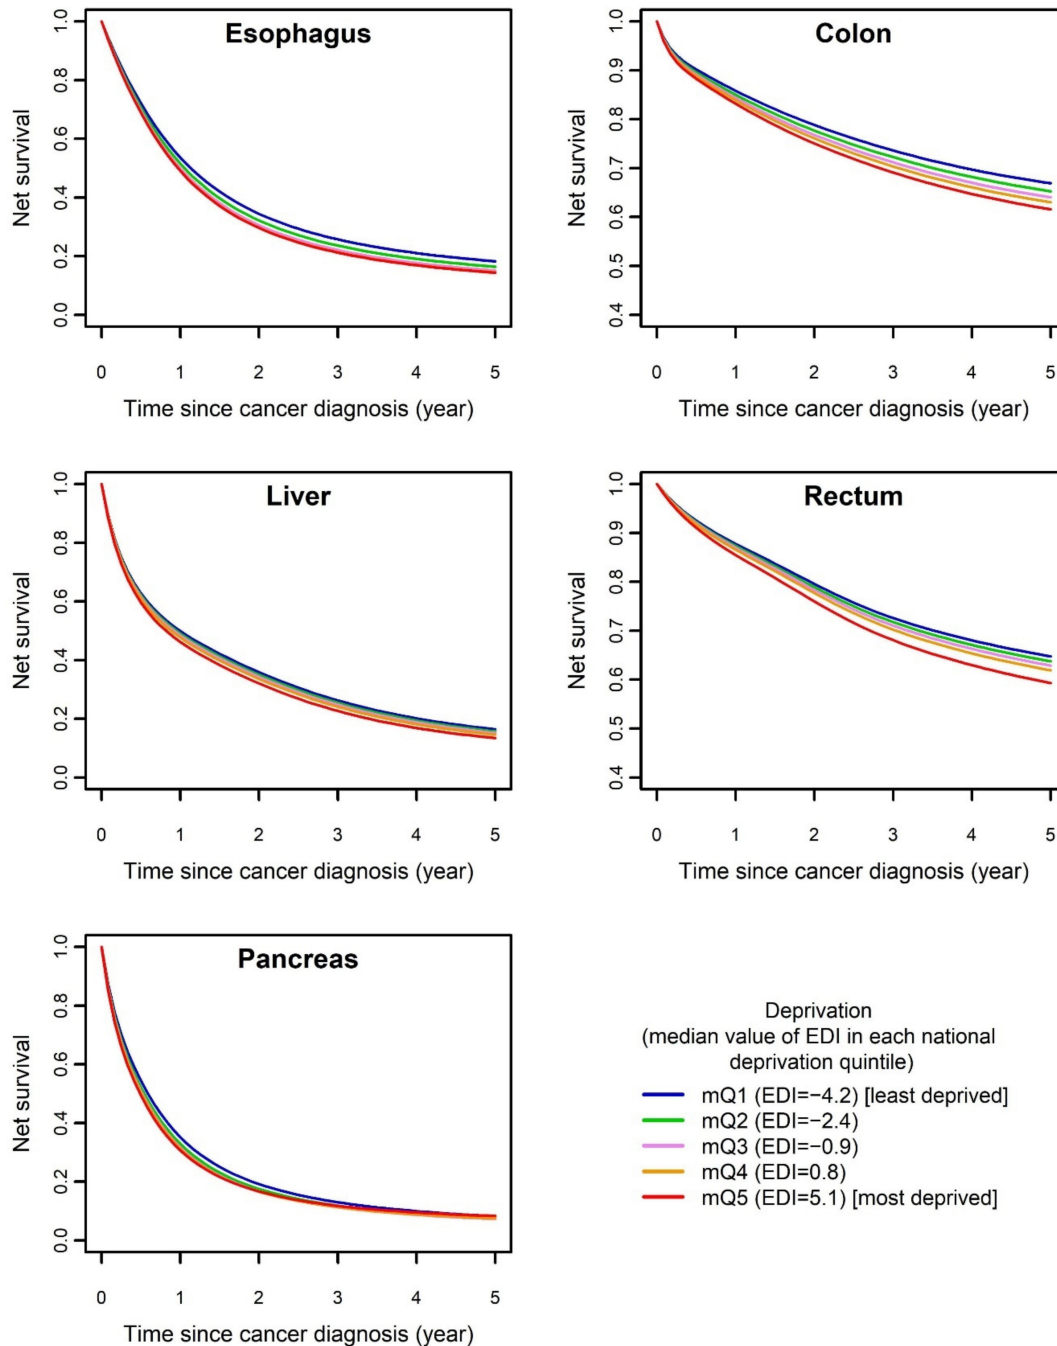 Esophagus
Net survival
1.0
0.8
0.6
0.4
0.2
0.0
0 1 2 3 4 5
Time since cancer diagnosis (year)
Colon
Net survival
1.0
0.9
0.8
0.7
0.6
0.5
0.4
0 1 2 3 4 5
Time since cancer diagnosis (year)
Liver
Net survival
1.0
0.8
0.6
0.4
0.2
0.0
0 1 2 3 4 5
Time since cancer diagnosis (year)
Rectum
Net survival
1.0
0.9
0.8
0.7
0.6
0.5
0.4
0 1 2 3 4 5
Time since cancer diagnosis (year)
Pancreas
Net survival
1.0
0.8
0.6
0.4
0.2
0.0
0 1 2 3 4 5
Time since cancer diagnosis (year)
Deprivation
(median value of EDI in each national
deprivation quintile)
mQ1 (EDI=−4.2) [least deprived]
mQ2 (EDI=−2.4)
mQ3 (EDI=−0.9)
mQ4 (EDI=0.8)
mQ5 (EDI=5.1) [most deprived]